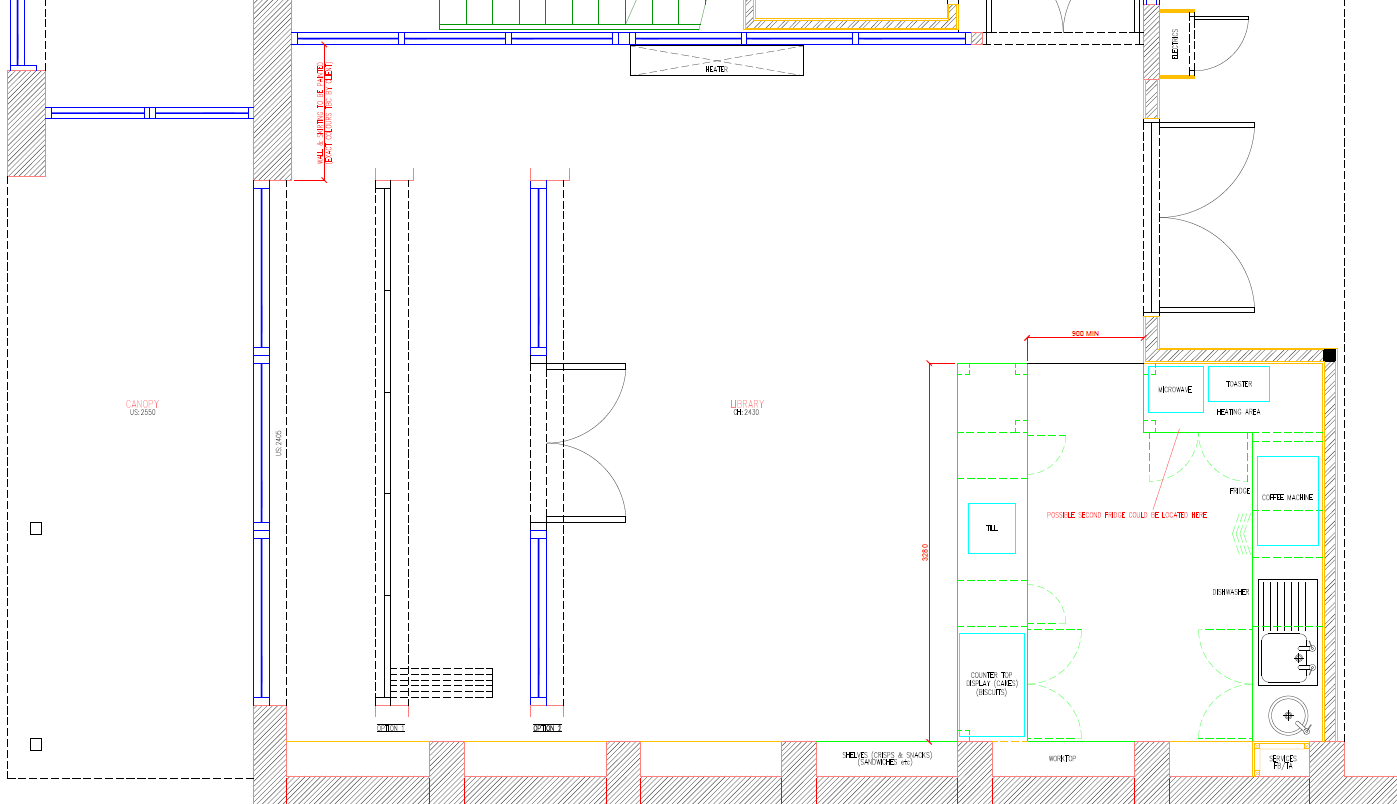 ELECTRICS
HEATER
WALL & SKIRTING TO BE PAINTED
(EXACT COLOURS TBC BY CLIENT)
900 MIN
MICROWAVE
TOASTER
HEATING AREA
CANOPY
US: 2550
US: 2405
LIBRARY
CH: 2430
FRIDGE
COFFEE MACHINE
POSSIBLE SECOND FRIDGE COULD BE LOCATED HERE
TILL
3280
DISHWASHER
COUNTER TOP
DISPLAY (CAKES)
(BISCUITS)
OPTION 1
OPTION 2
SHELVES (CRISPS & SNACKS)
(SANDWICHES etc)
WORKTOP
SERVICES
FB/TA